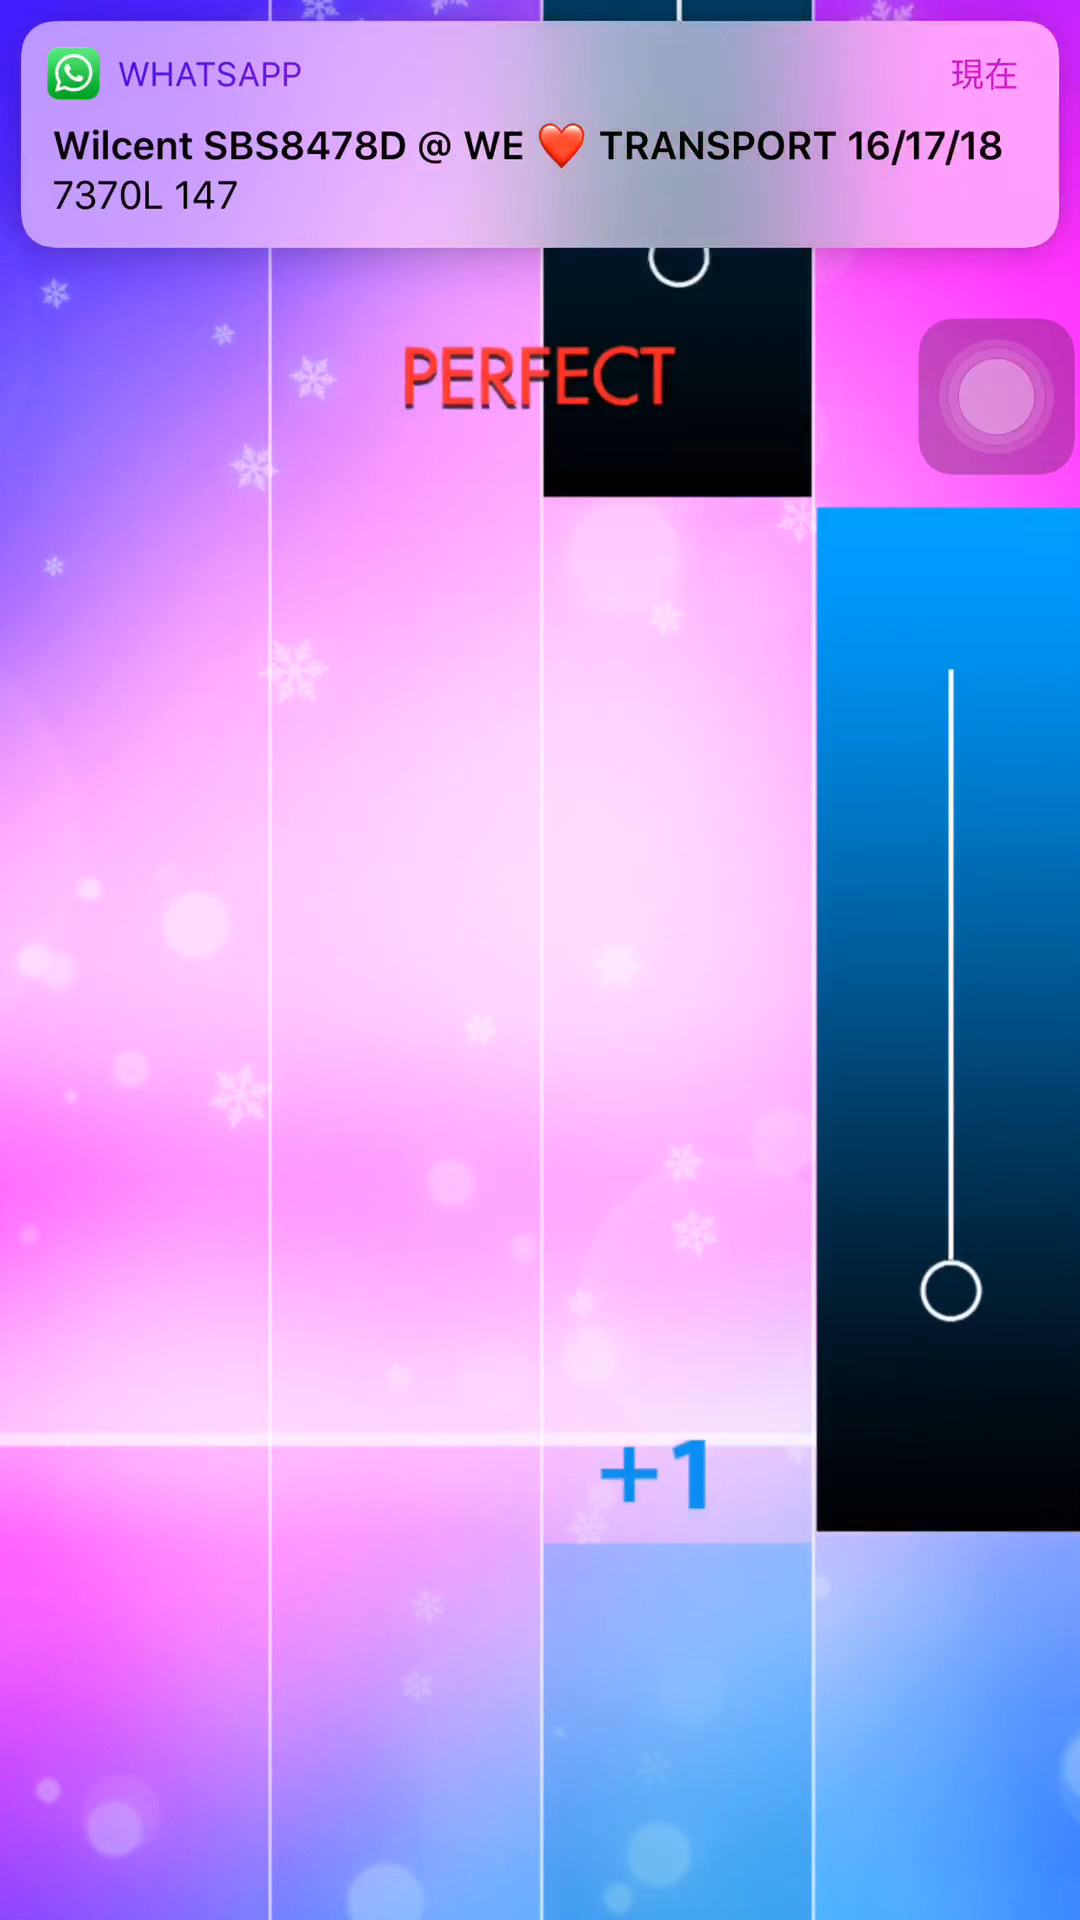 WHATSAPP 現在
Wilcent SBS8478D @ WE ❤️ TRANSPORT 16/17/18
7370L 147
PERFECT
+1